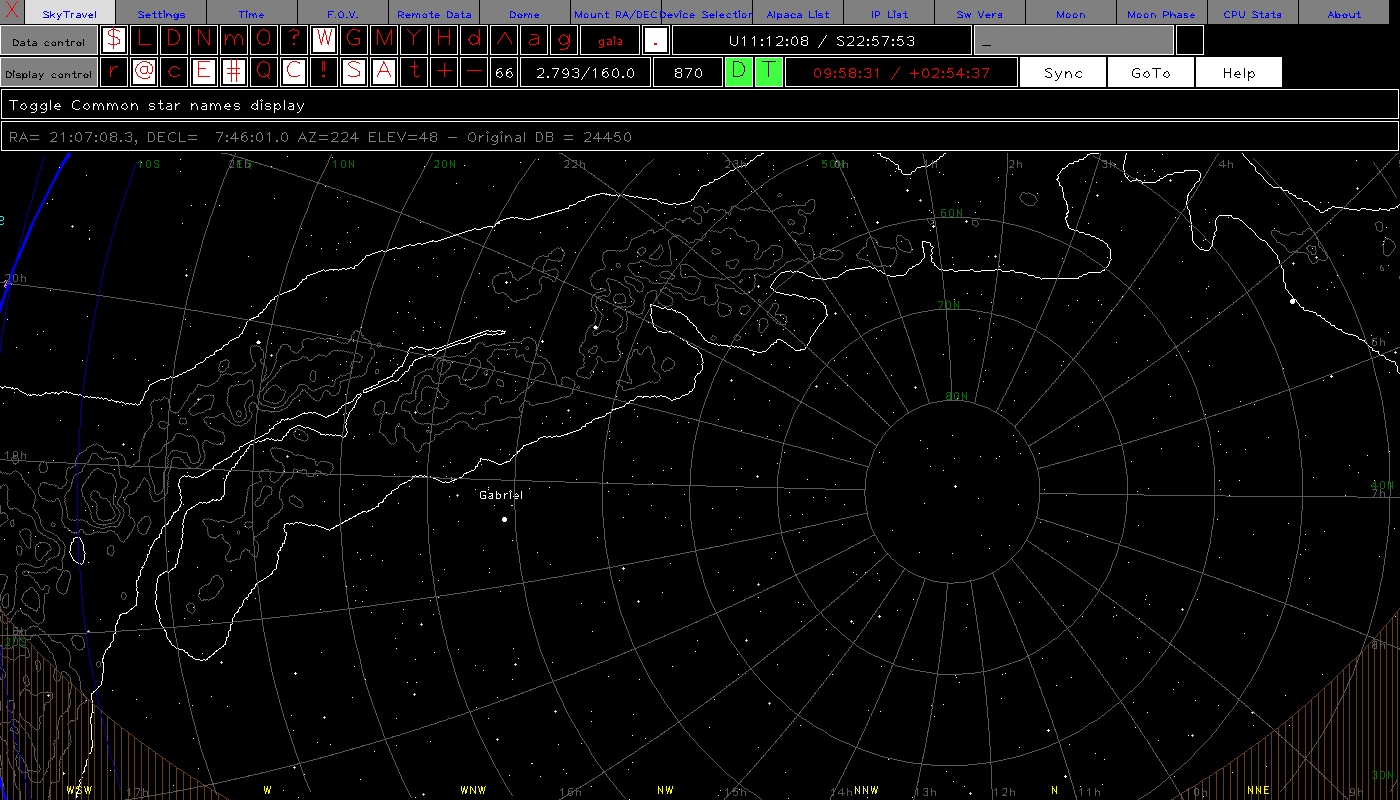 X SkyTravel Settings Time F.O.V. Remote Data Dome Mount RA/DEC Device Selection Alpaca List IP List Sw Vers Moon Moon Phase CPU Stats About
Data control $ L D N m O ? W G M Y H d ^ a g gaia . U11:12:08 / S22:57:53 _
Display control r @ c E # Q C ! S A t + - 66 2.793/160.0 870 D T 09:58:31 / +02:54:37 Sync GoTo Help
Toggle Common star names display
RA= 21:07:08.3, DECL=  7:46:01.0 AZ=224 ELEV=48 - Original DB = 24450
10S 10N 20N 22h 23h 50N 1h 2h 3h 4h
60N
20h
70N
5h
80N
18h
40N
7h
Gabriel
8h
30N
WSW 17h W WNW 16h NW 15h 14h NNW 13h 12h N 11h 10h NNE 9h